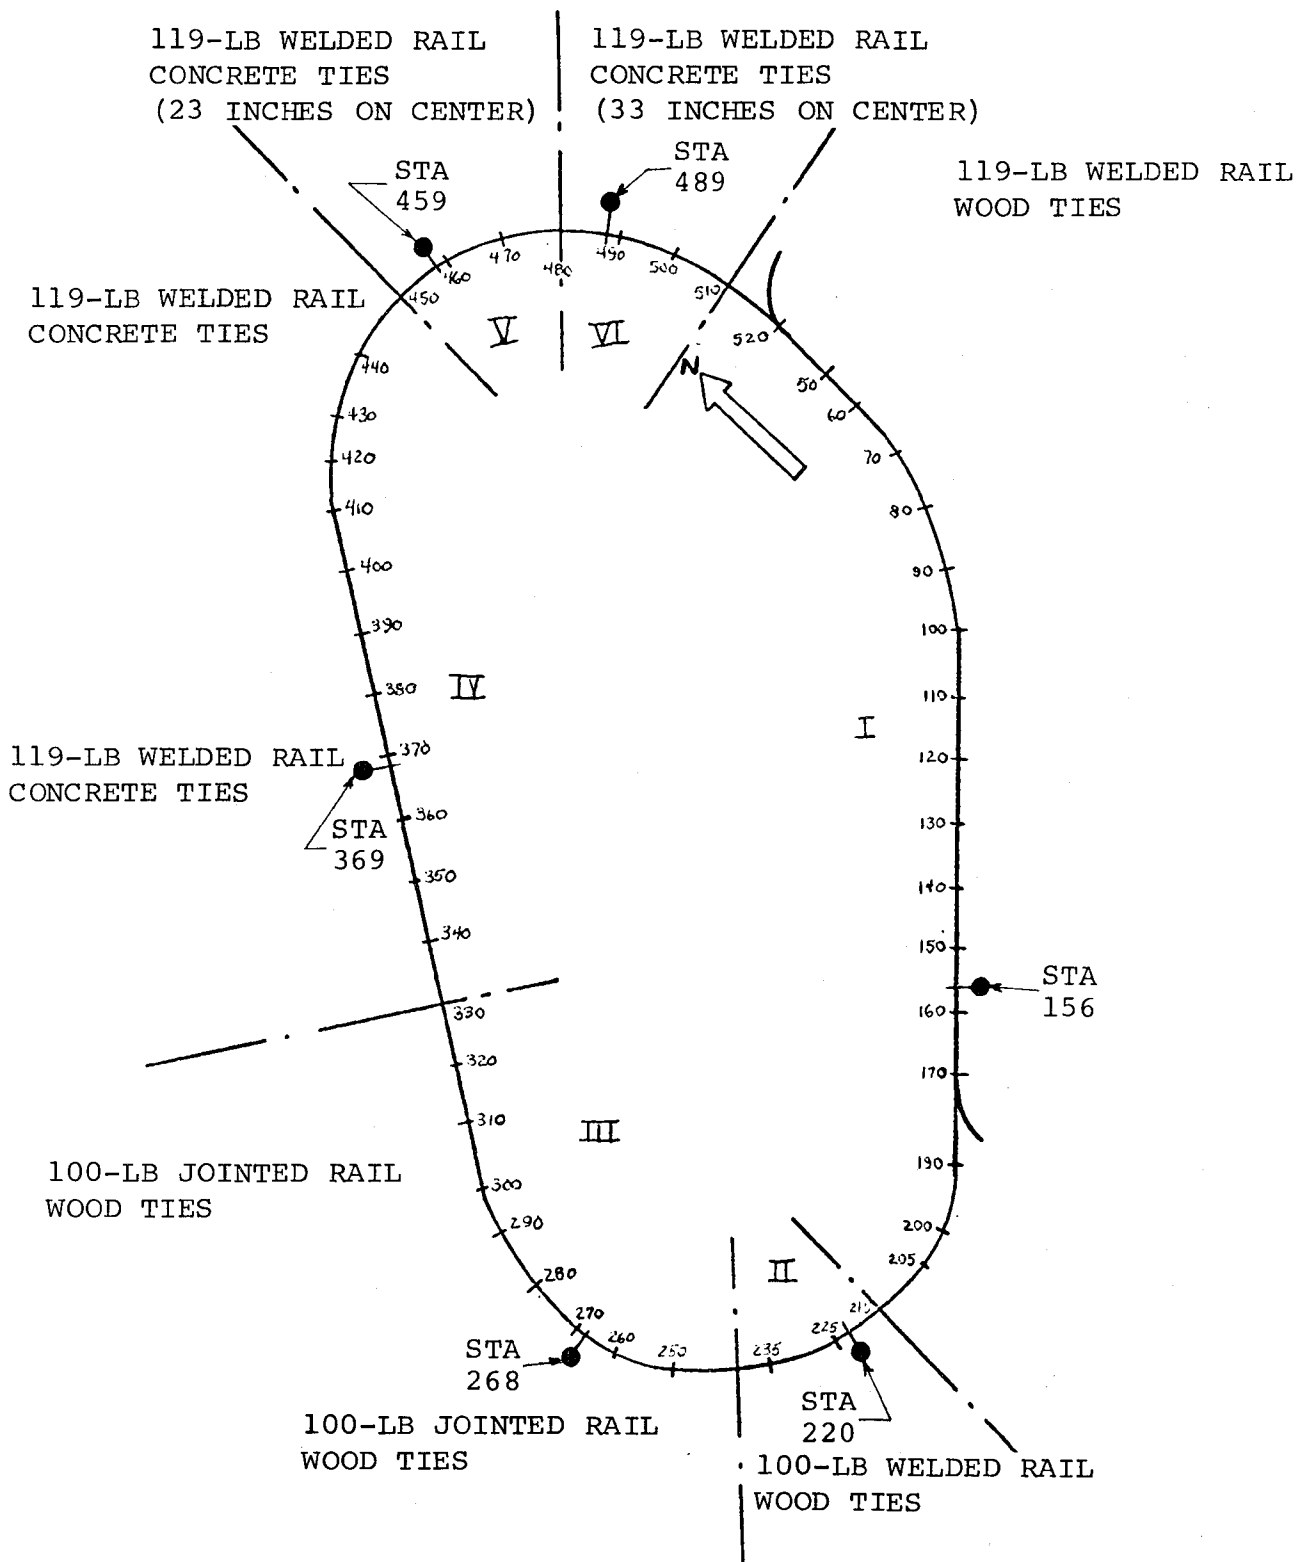 119-LB WELDED RAIL
CONCRETE TIES
(23 INCHES ON CENTER)
119-LB WELDED RAIL
CONCRETE TIES
(33 INCHES ON CENTER)
STA
459
STA
489
119-LB WELDED RAIL
WOOD TIES
119-LB WELDED RAIL
CONCRETE TIES
450
460
470
480
490
500
510
520
V
VI
N
50
60
70
80
90
100
110
120
130
140
150
160
170
190
200
205
440
430
420
410
400
390
380
370
360
350
340
330
320
310
300
290
280
270
260
250
235
225
210
IV
I
119-LB WELDED RAIL
CONCRETE TIES
STA
369
STA
156
III
100-LB JOINTED RAIL
WOOD TIES
II
STA
268
STA
220
100-LB JOINTED RAIL
WOOD TIES
100-LB WELDED RAIL
WOOD TIES